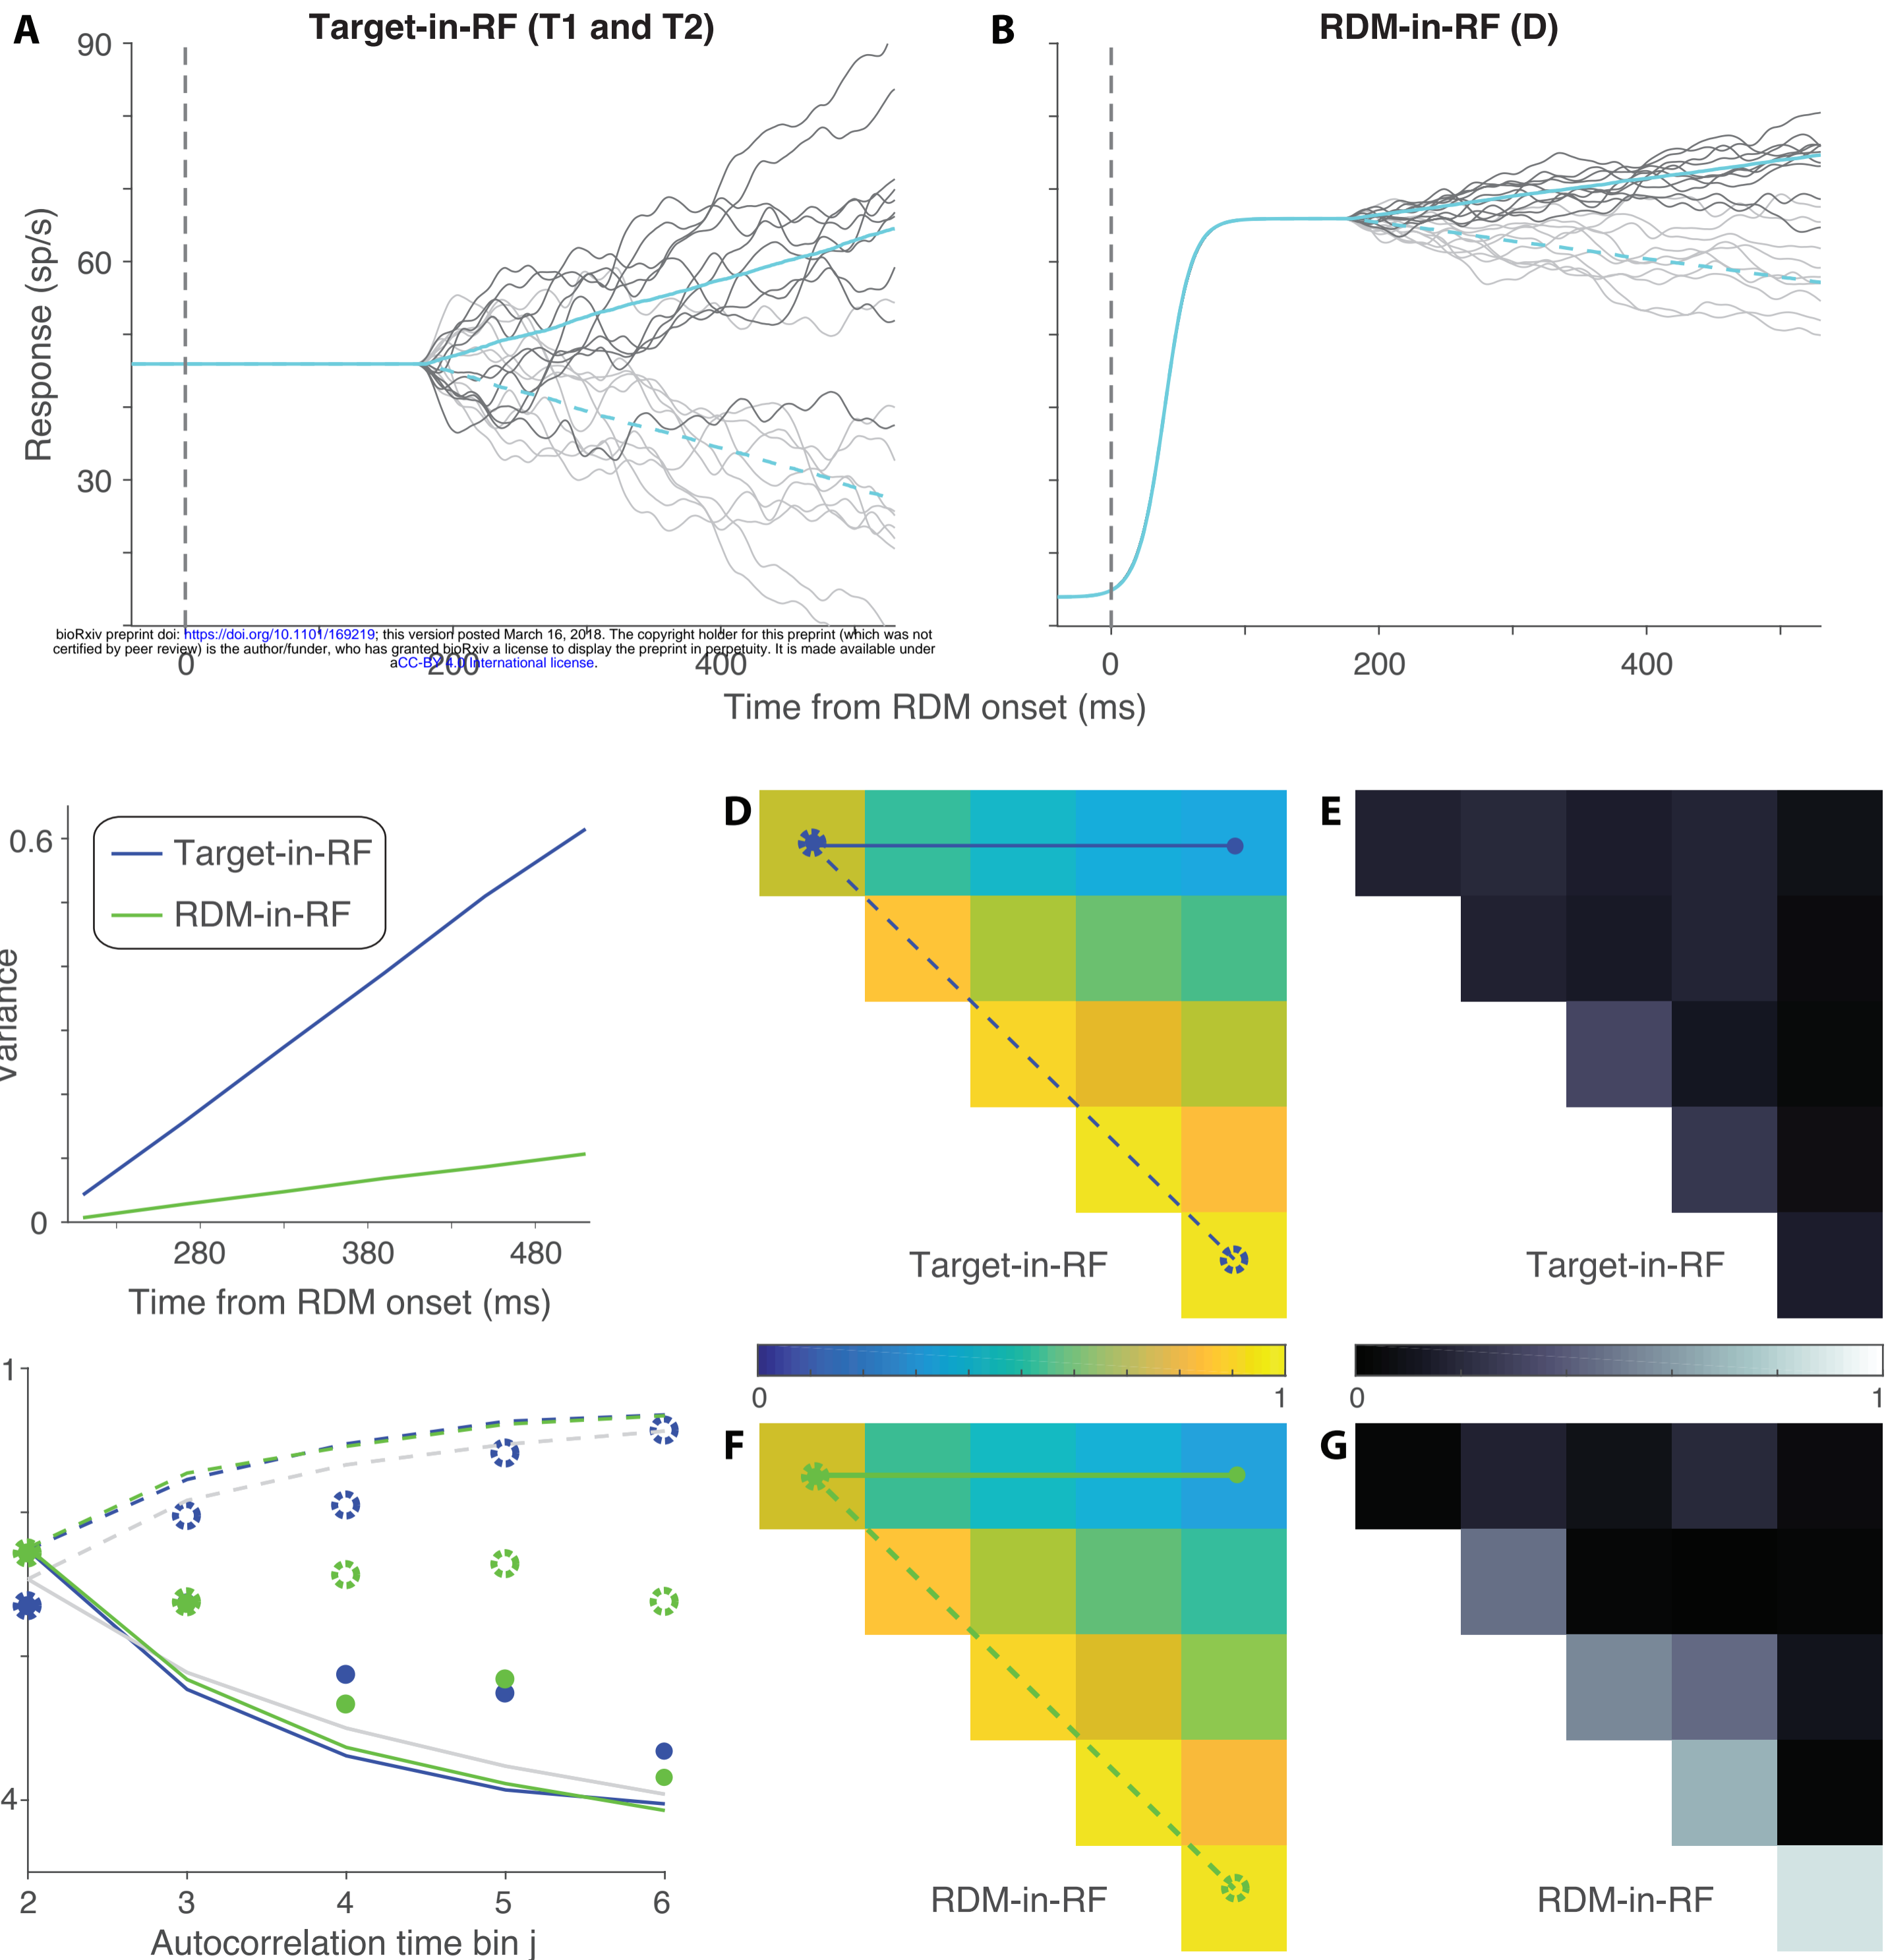 A
Target-in-RF (T1 and T2)
B
RDM-in-RF (D)
90
60
30
Response (sp/s)
bioRxiv preprint doi: https://doi.org/10.1101/169219; this version posted March 16, 2018. The copyright holder for this preprint (which was not
certified by peer review) is the author/funder, who has granted bioRxiv a license to display the preprint in perpetuity. It is made available under
aCC-BY 4.0 International license.
0
200
400
0
200
400
Time from RDM onset (ms)
0.6
0
Variance
Target-in-RF
RDM-in-RF
280
380
480
Time from RDM onset (ms)
D
Target-in-RF
E
Target-in-RF
0
1
0
1
1
4
2
3
4
5
6
Autocorrelation time bin j
F
RDM-in-RF
G
RDM-in-RF